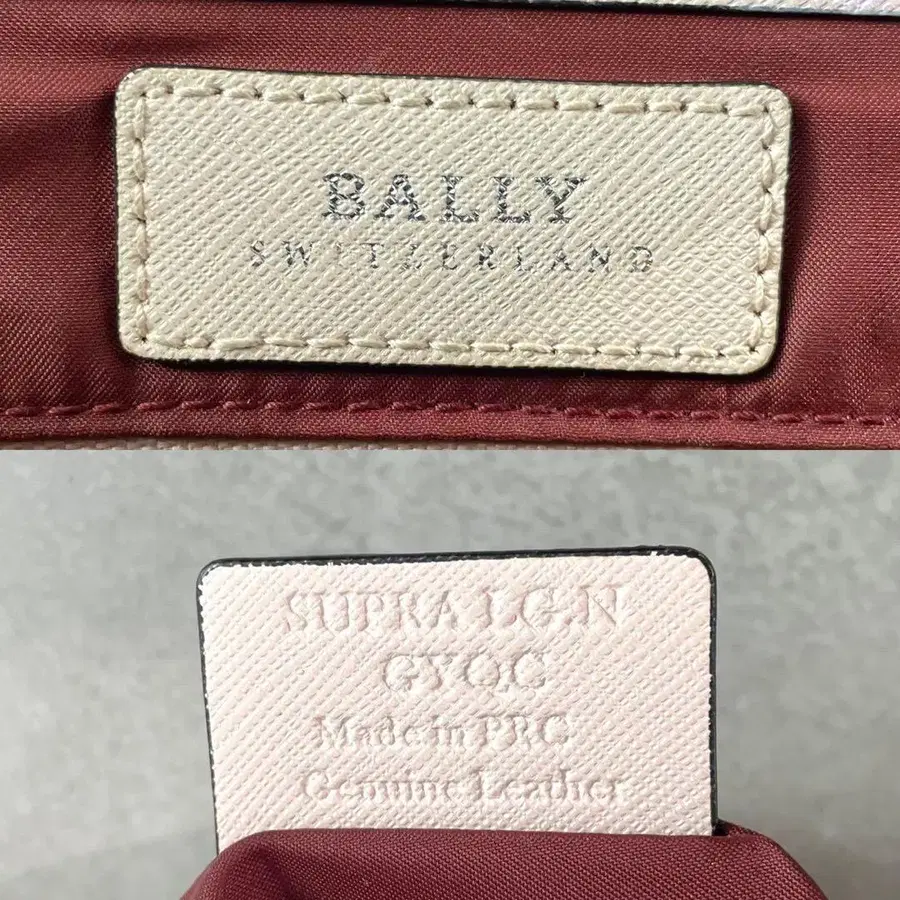 BALLY
SWITZERLAND
SUPRA LG.N
GYQC
Made in PRC
Genuine Leather